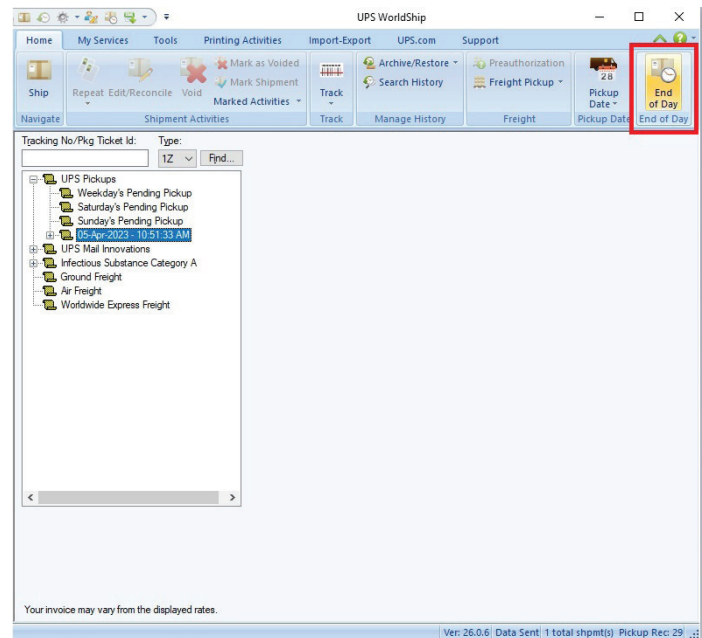 UPS WorldShip
Home My Services Tools Printing Activities Import-Export UPS.com Support
Ship
Repeat Edit/Reconcile Void
Mark as Voided
Mark Shipment
Marked Activities
Track
Archive/Restore
Search History
Preauthorization
Freight Pickup
28
Pickup
Date
End
of Day
Navigate Shipment Activities Track Manage History Freight Pickup Date End of Day
Tracking No/Pkg Ticket Id: Type:
1Z Find...
UPS Pickups
Weekday's Pending Pickup
Saturday's Pending Pickup
Sunday's Pending Pickup
05-Apr-2023 - 10:51:33 AM
UPS Mail Innovations
Infectious Substance Category A
Ground Freight
Air Freight
Worldwide Express Freight
Your invoice may vary from the displayed rates.
Ver: 26.0.6 Data Sent 1 total shpmt(s) Pickup Rec: 29